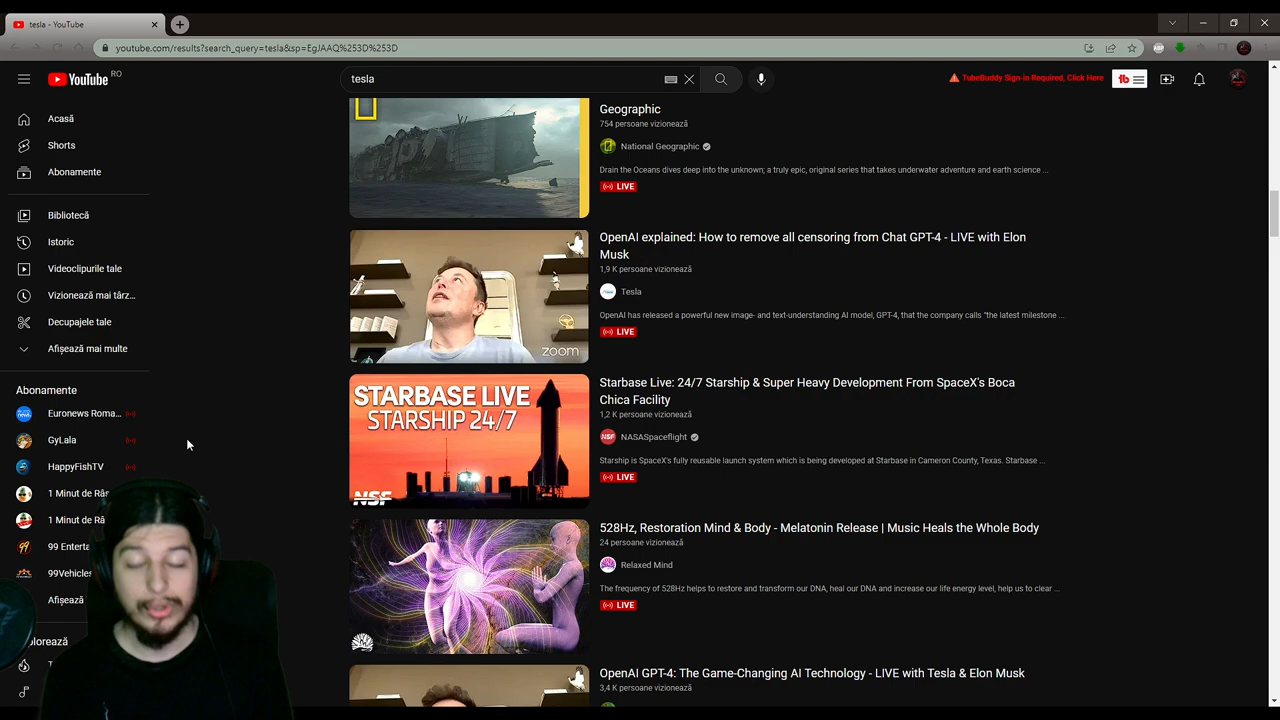 tesla - YouTube
youtube.com/results?search_query=tesla&sp=EgJAAQ%253D%253D
YouTube RO
tesla
TubeBuddy Sign-in Required, Click Here
tb
Acasă
Shorts
Abonamente
Bibliotecă
Istoric
Videoclipurile tale
Vizionează mai târz...
Decupajele tale
Afișează mai multe
Abonamente
Euronews Roma...
GyLala
HappyFishTV
1 Minut de Râs
1 Minut de Râ
99 Enterta
99Vehicles
Afișează
Geographic
754 persoane vizionează
National Geographic
Drain the Oceans dives deep into the unknown; a truly epic, original series that takes underwater adventure and earth science ...
LIVE
zoom
OpenAI explained: How to remove all censoring from Chat GPT-4 - LIVE with Elon
Musk
1,9 K persoane vizionează
Tesla
OpenAI has released a powerful new image- and text-understanding AI model, GPT-4, that the company calls "the latest milestone ...
LIVE
STARBASE LIVE
STARSHIP 24/7
NSF
Starbase Live: 24/7 Starship & Super Heavy Development From SpaceX's Boca
Chica Facility
1,2 K persoane vizionează
NASASpaceflight
Starship is SpaceX's fully reusable launch system which is being developed at Starbase in Cameron County, Texas. Starbase ...
LIVE
528Hz, Restoration Mind & Body - Melatonin Release | Music Heals the Whole Body
24 persoane vizionează
Relaxed Mind
The frequency of 528Hz helps to restore and transform our DNA, heal our DNA and increase our life energy level, help us to clear ...
LIVE
OpenAI GPT-4: The Game-Changing AI Technology - LIVE with Tesla & Elon Musk
3,4 K persoane vizionează